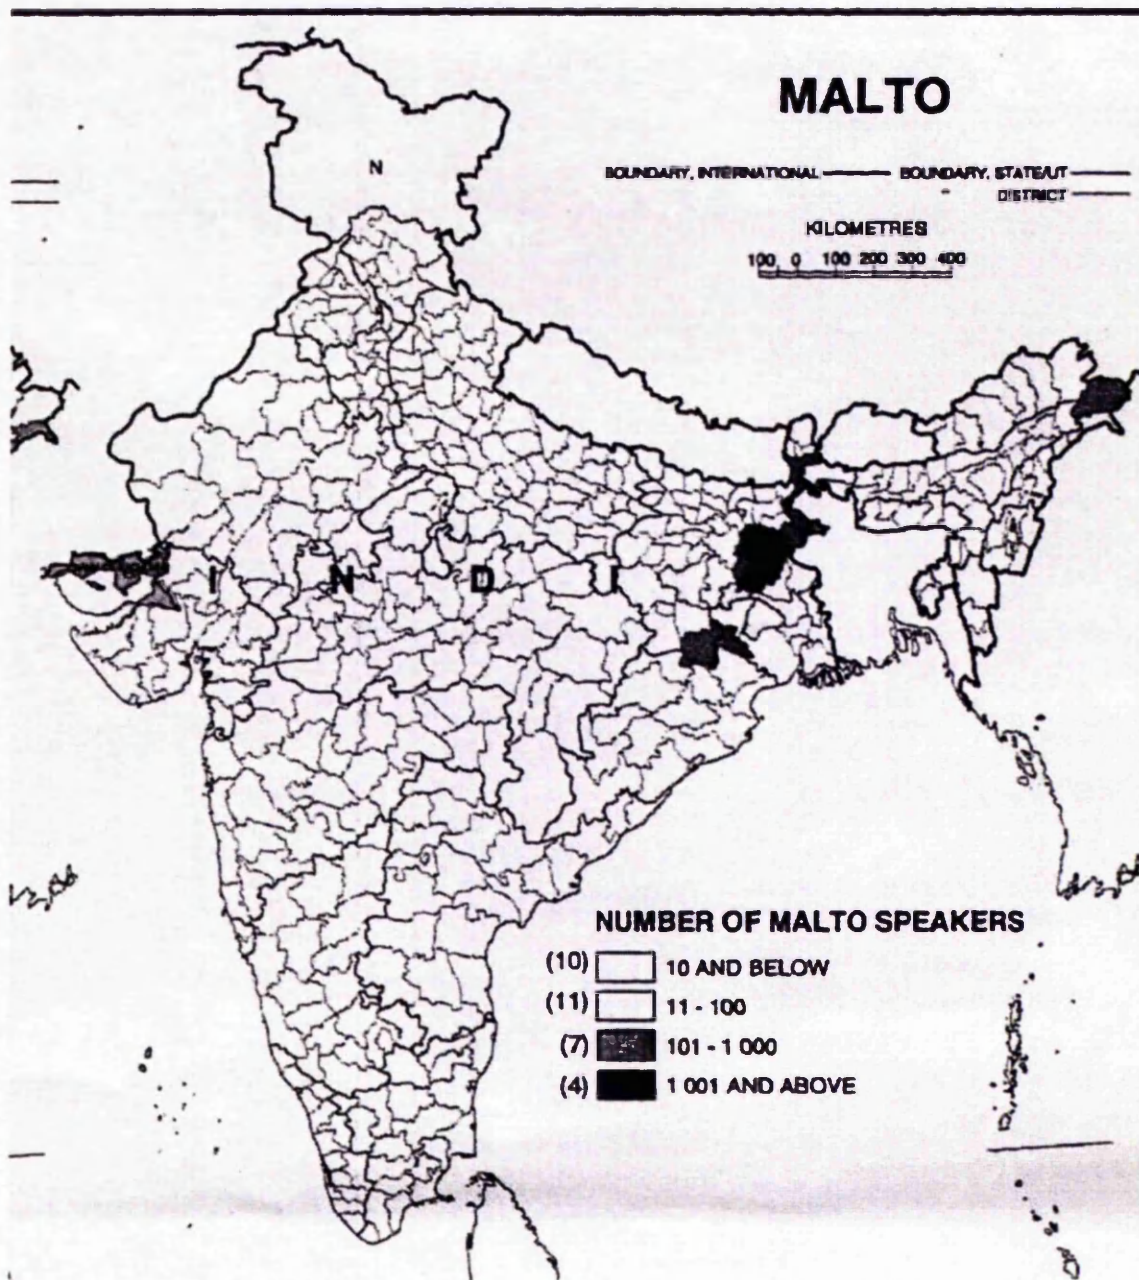 MALTO
BOUNDARY, INTERNATIONAL BOUNDARY, STATE/UT
DISTRICT
KILOMETRES
100 0 100 200 300 400
N
I N D I
NUMBER OF MALTO SPEAKERS
(10) 10 AND BELOW
(11) 11 - 100
(7) 101 - 1 000
(4) 1 001 AND ABOVE